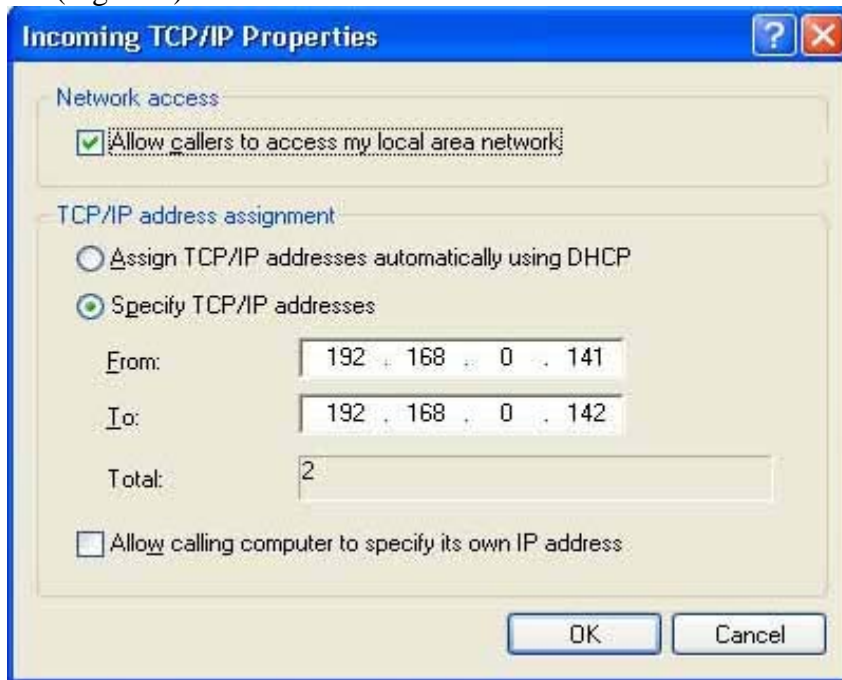 Incoming TCP/IP Properties
Network access
Allow callers to access my local area network
TCP/IP address assignment
Assign TCP/IP addresses automatically using DHCP
Specify TCP/IP addresses
From: 192 . 168 . 0 . 141
To: 192 . 168 . 0 . 142
Total: 2
Allow calling computer to specify its own IP address
OK Cancel